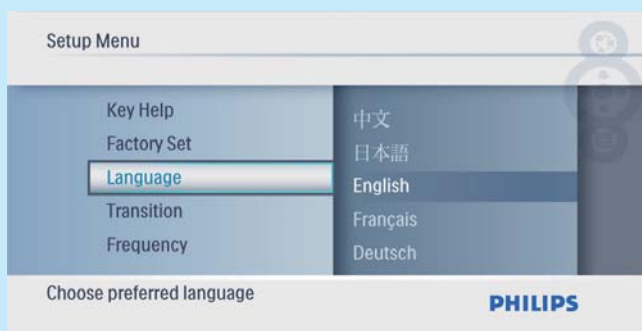 Setup Menu
Key Help
Factory Set
Language
Transition
Frequency
中文
日本語
English
Français
Deutsch
Choose preferred language
PHILIPS